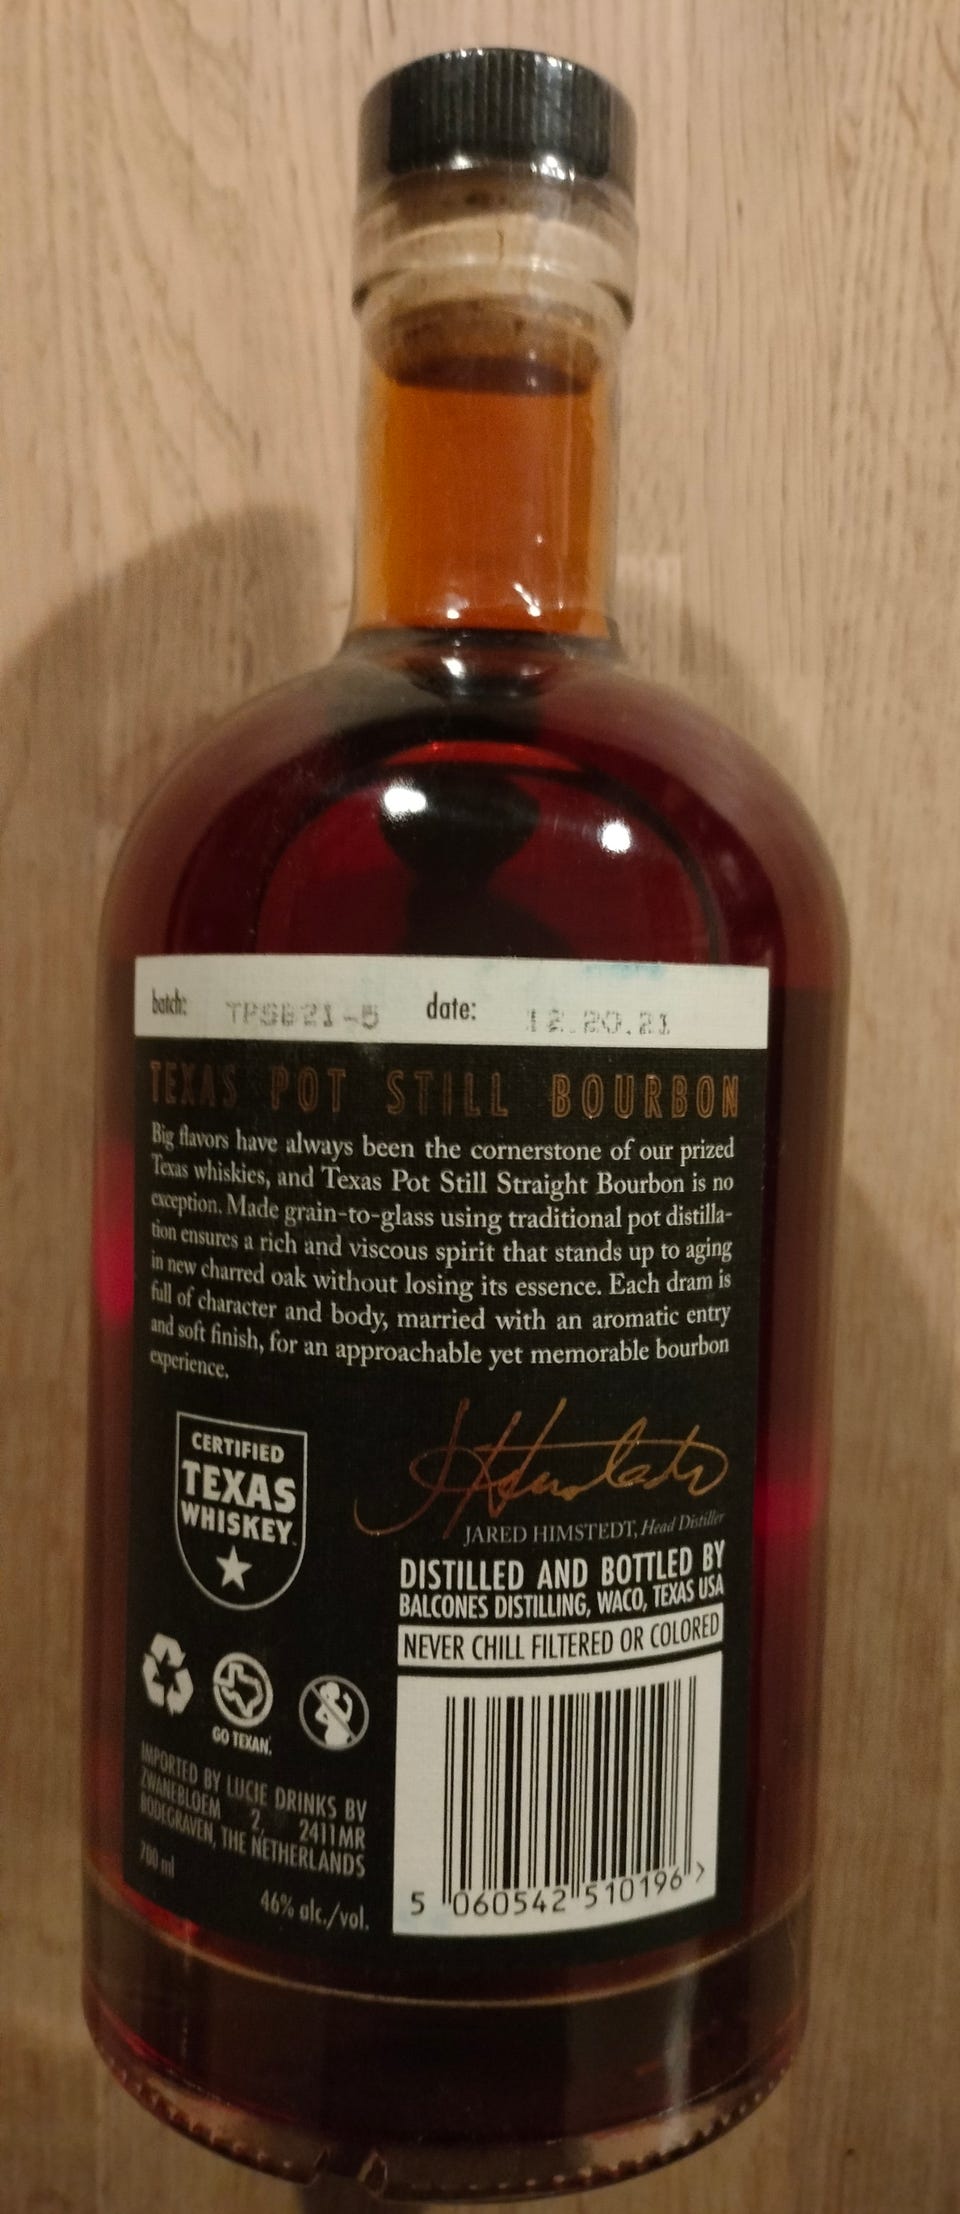 batch: TPSB21-5 date: 12.20.21
TEXAS POT STILL BOURBON
Big flavors have always been the cornerstone of our prized
Texas whiskies, and Texas Pot Still Straight Bourbon is no
exception. Made grain-to-glass using traditional pot distilla-
tion ensures a rich and viscous spirit that stands up to aging
in new charred oak without losing its essence. Each dram is
full of character and body, married with an aromatic entry
and soft finish, for an approachable yet memorable bourbon
experience.
CERTIFIED
TEXAS
WHISKEY
JARED HIMSTEDT, Head Distiller
DISTILLED AND BOTTLED BY
BALCONES DISTILLING, WACO, TEXAS USA
NEVER CHILL FILTERED OR COLORED
GO TEXAN.
IMPORTED BY LUCIE DRINKS BV
ZWANEBLOEM 2, 2411MR
BODEGRAVEN, THE NETHERLANDS
700 ml
46% alc./vol.
5 060542 510196 >